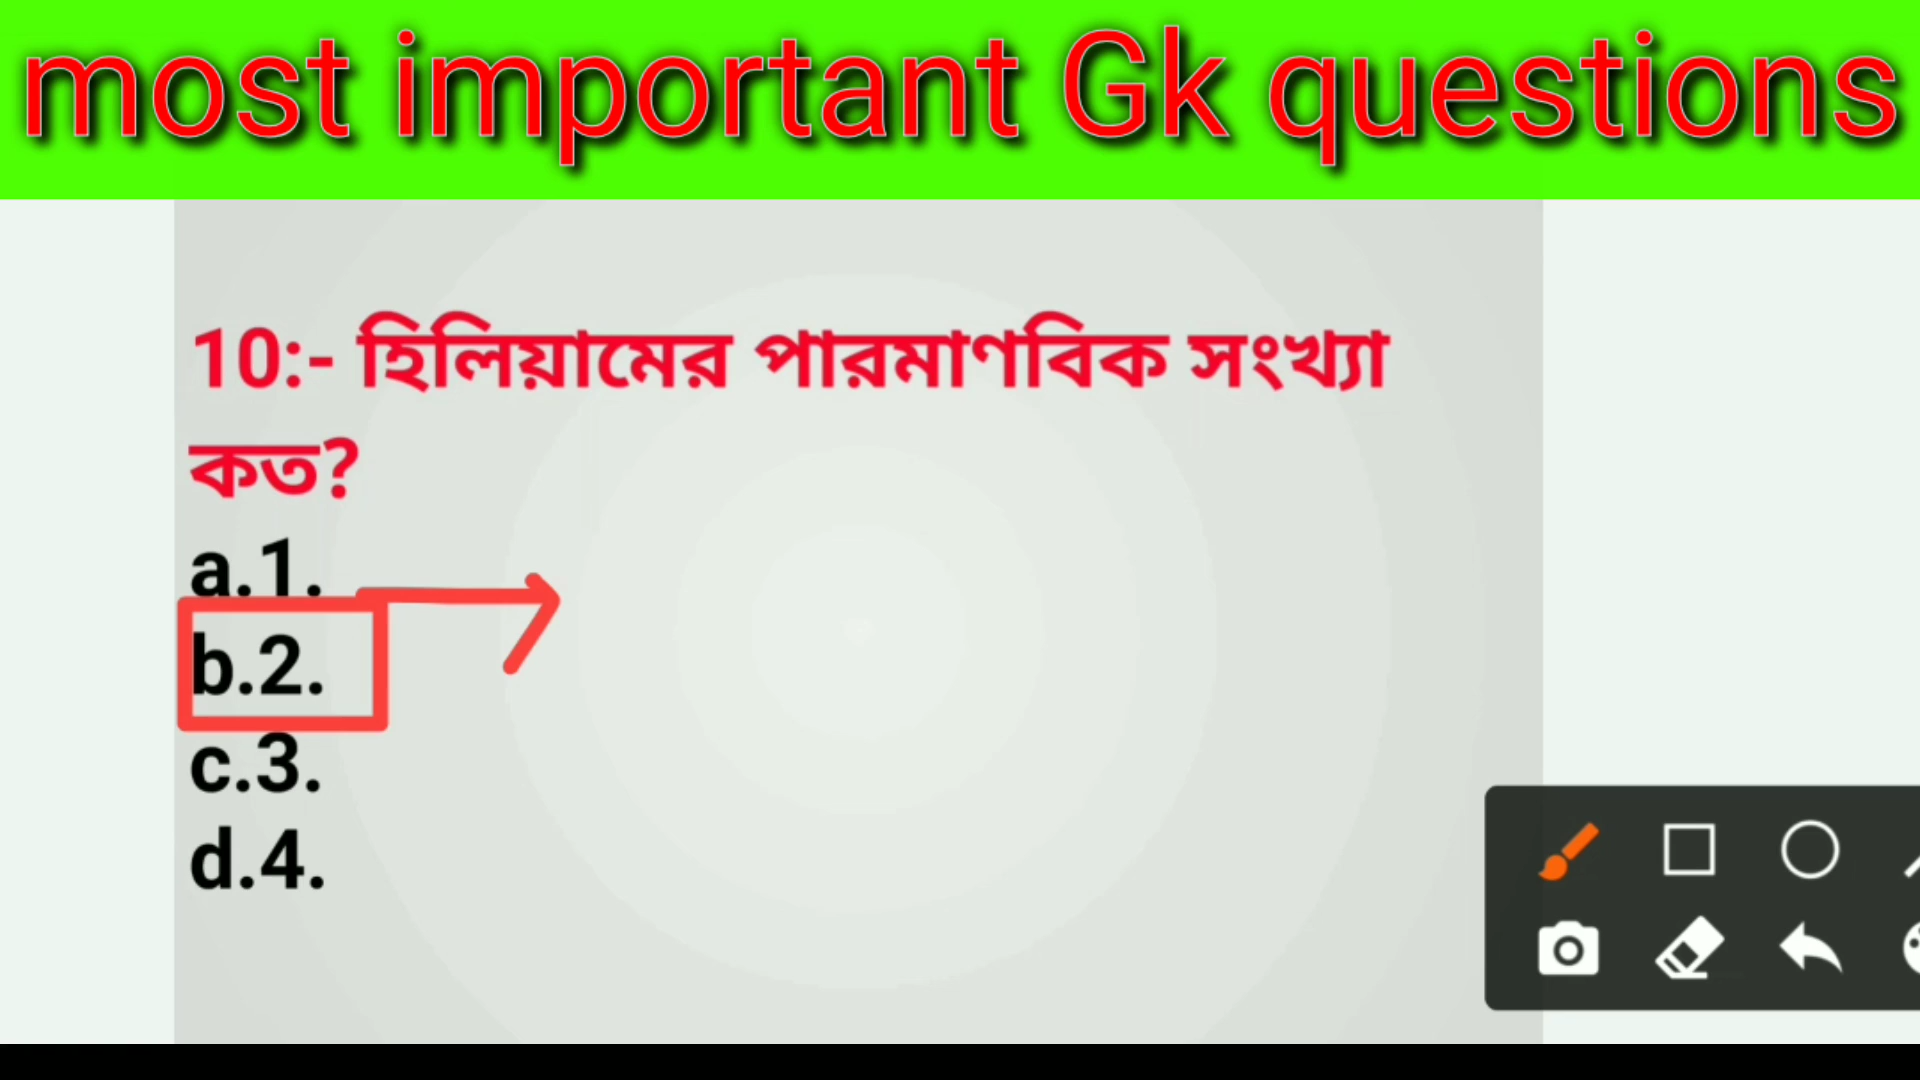 most important Gk questions
10:- হিলিয়ামের পারমাণবিক সংখ্যা
কত?
a.1.
b.2.
c.3.
d.4.